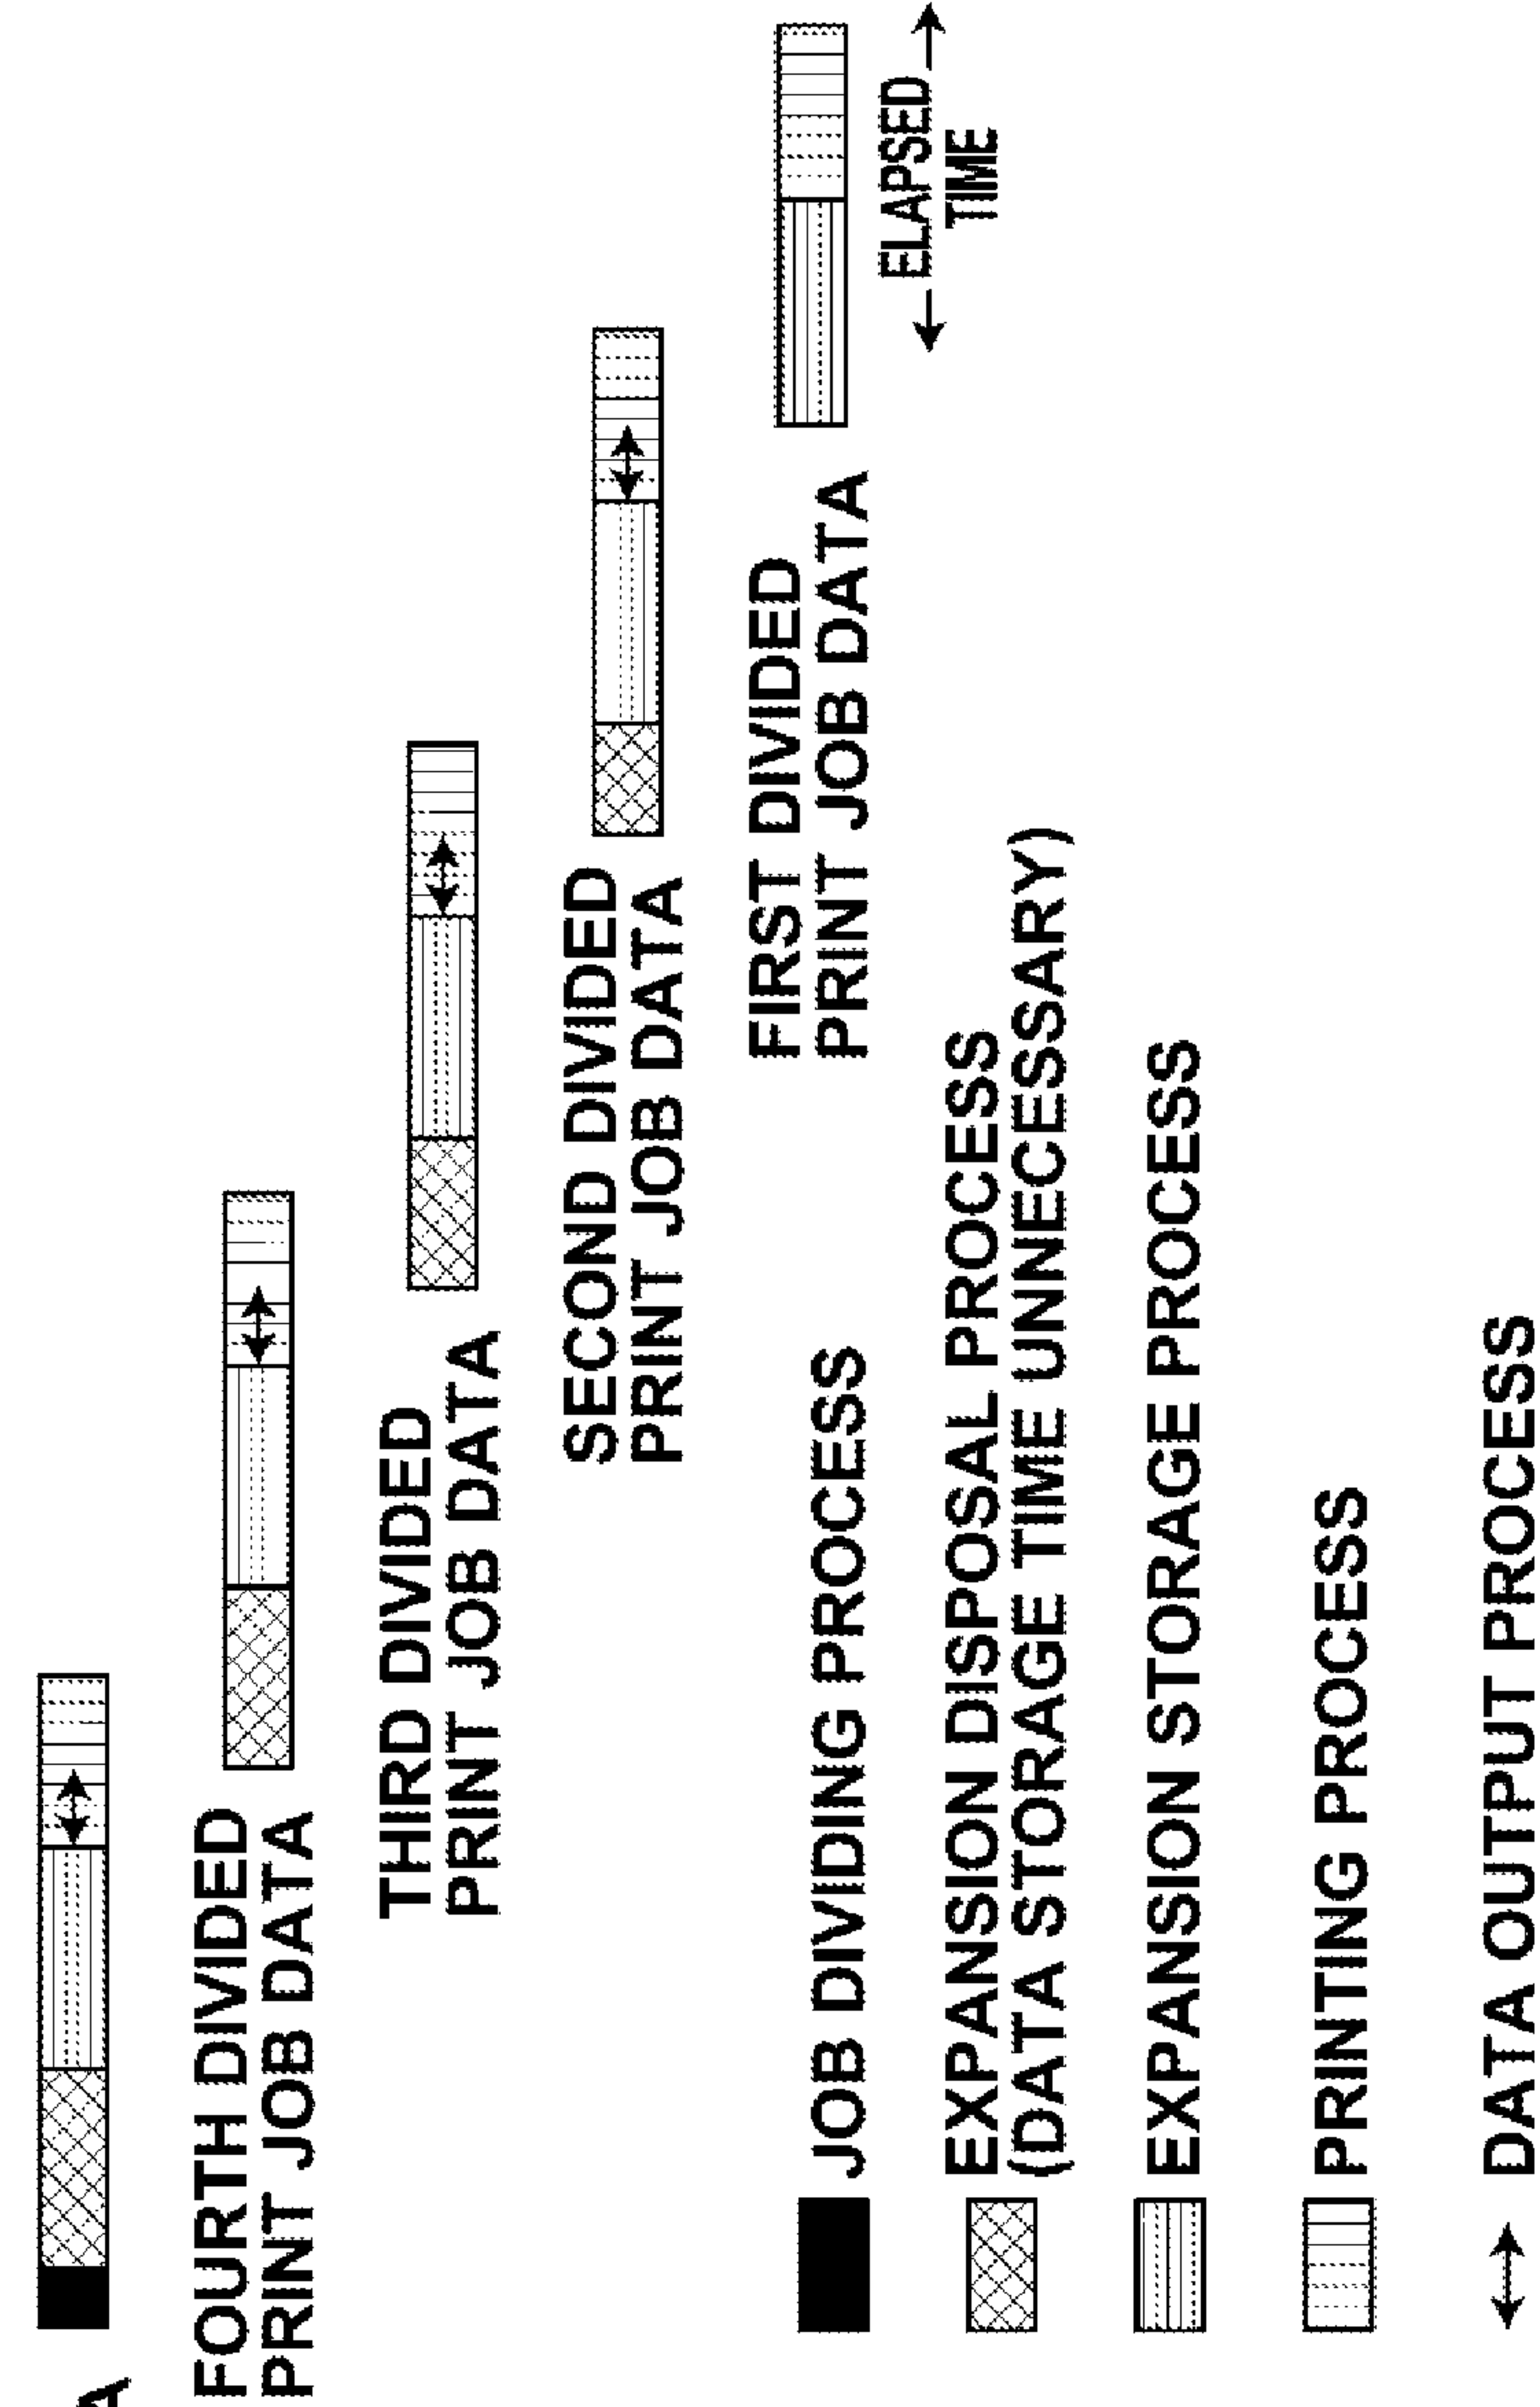 A
FOURTH DIVIDED
PRINT JOB DATA
THIRD DIVIDED
PRINT JOB DATA
SECOND DIVIDED
PRINT JOB DATA
FIRST DIVIDED
PRINT JOB DATA
ELAPSED
TIME
JOB DIVIDING PROCESS
EXPANSION DISPOSAL PROCESS
(DATA STORAGE TIME UNNECESSARY)
EXPANSION STORAGE PROCESS
PRINTING PROCESS
DATA OUTPUT PROCESS